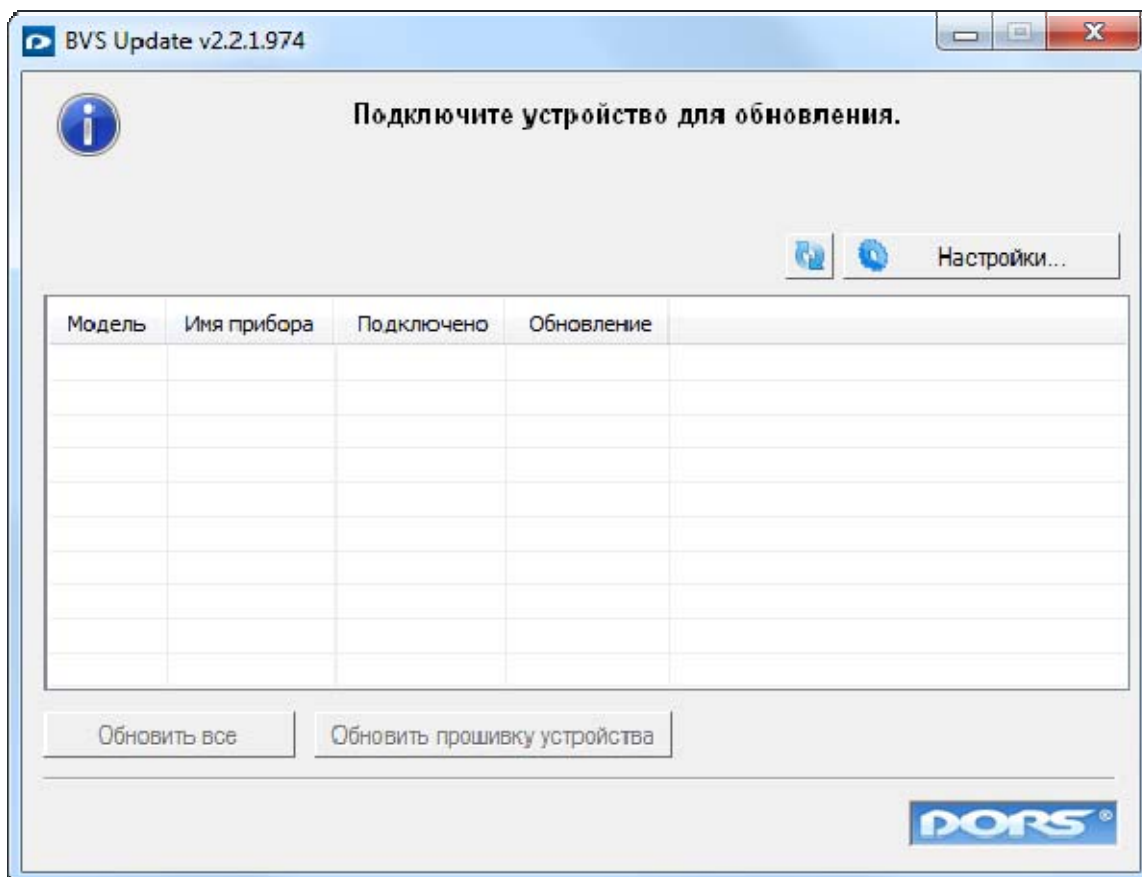 BVS Update v2.2.1.974
Подключите устройство для обновления.
Настройки...
Модель Имя прибора Подключено Обновление
Обновить все Обновить прошивку устройства
DORS®